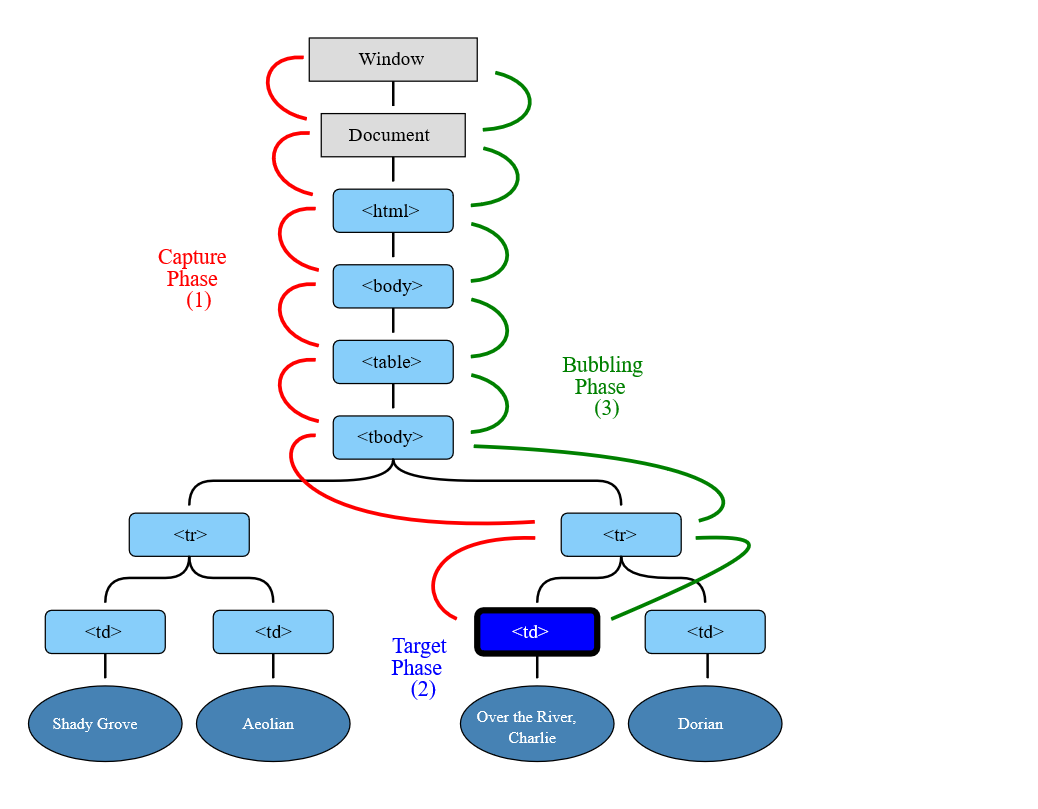 Window
Document
<html>
<body>
<table>
<tbody>
Capture
Phase
(1)
Bubbling
Phase
(3)
<tr>
<tr>
<td>
<td>
<td>
<td>
Target
Phase
(2)
Shady Grove
Aeolian
Over the River,
Charlie
Dorian